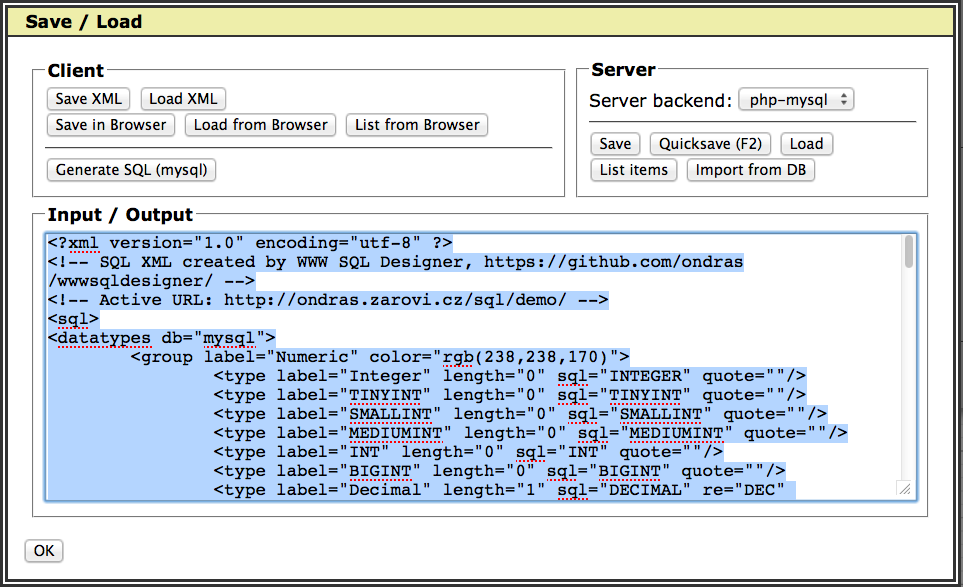 Save / Load
Client
Save XML Load XML
Save in Browser Load from Browser List from Browser
Generate SQL (mysql)
Server
Server backend: php-mysql
Save Quicksave (F2) Load
List items Import from DB
Input / Output
<?xml version="1.0" encoding="utf-8" ?>
<!-- SQL XML created by WWW SQL Designer, https://github.com/ondras
/wwwsqldesigner/ -->
<!-- Active URL: http://ondras.zarovi.cz/sql/demo/ -->
<sql>
<datatypes db="mysql">
<group label="Numeric" color="rgb(238,238,170)">
<type label="Integer" length="0" sql="INTEGER" quote=""/>
<type label="TINYINT" length="0" sql="TINYINT" quote=""/>
<type label="SMALLINT" length="0" sql="SMALLINT" quote=""/>
<type label="MEDIUMINT" length="0" sql="MEDIUMINT" quote=""/>
<type label="INT" length="0" sql="INT" quote=""/>
<type label="BIGINT" length="0" sql="BIGINT" quote=""/>
<type label="Decimal" length="1" sql="DECIMAL" re="DEC"
OK